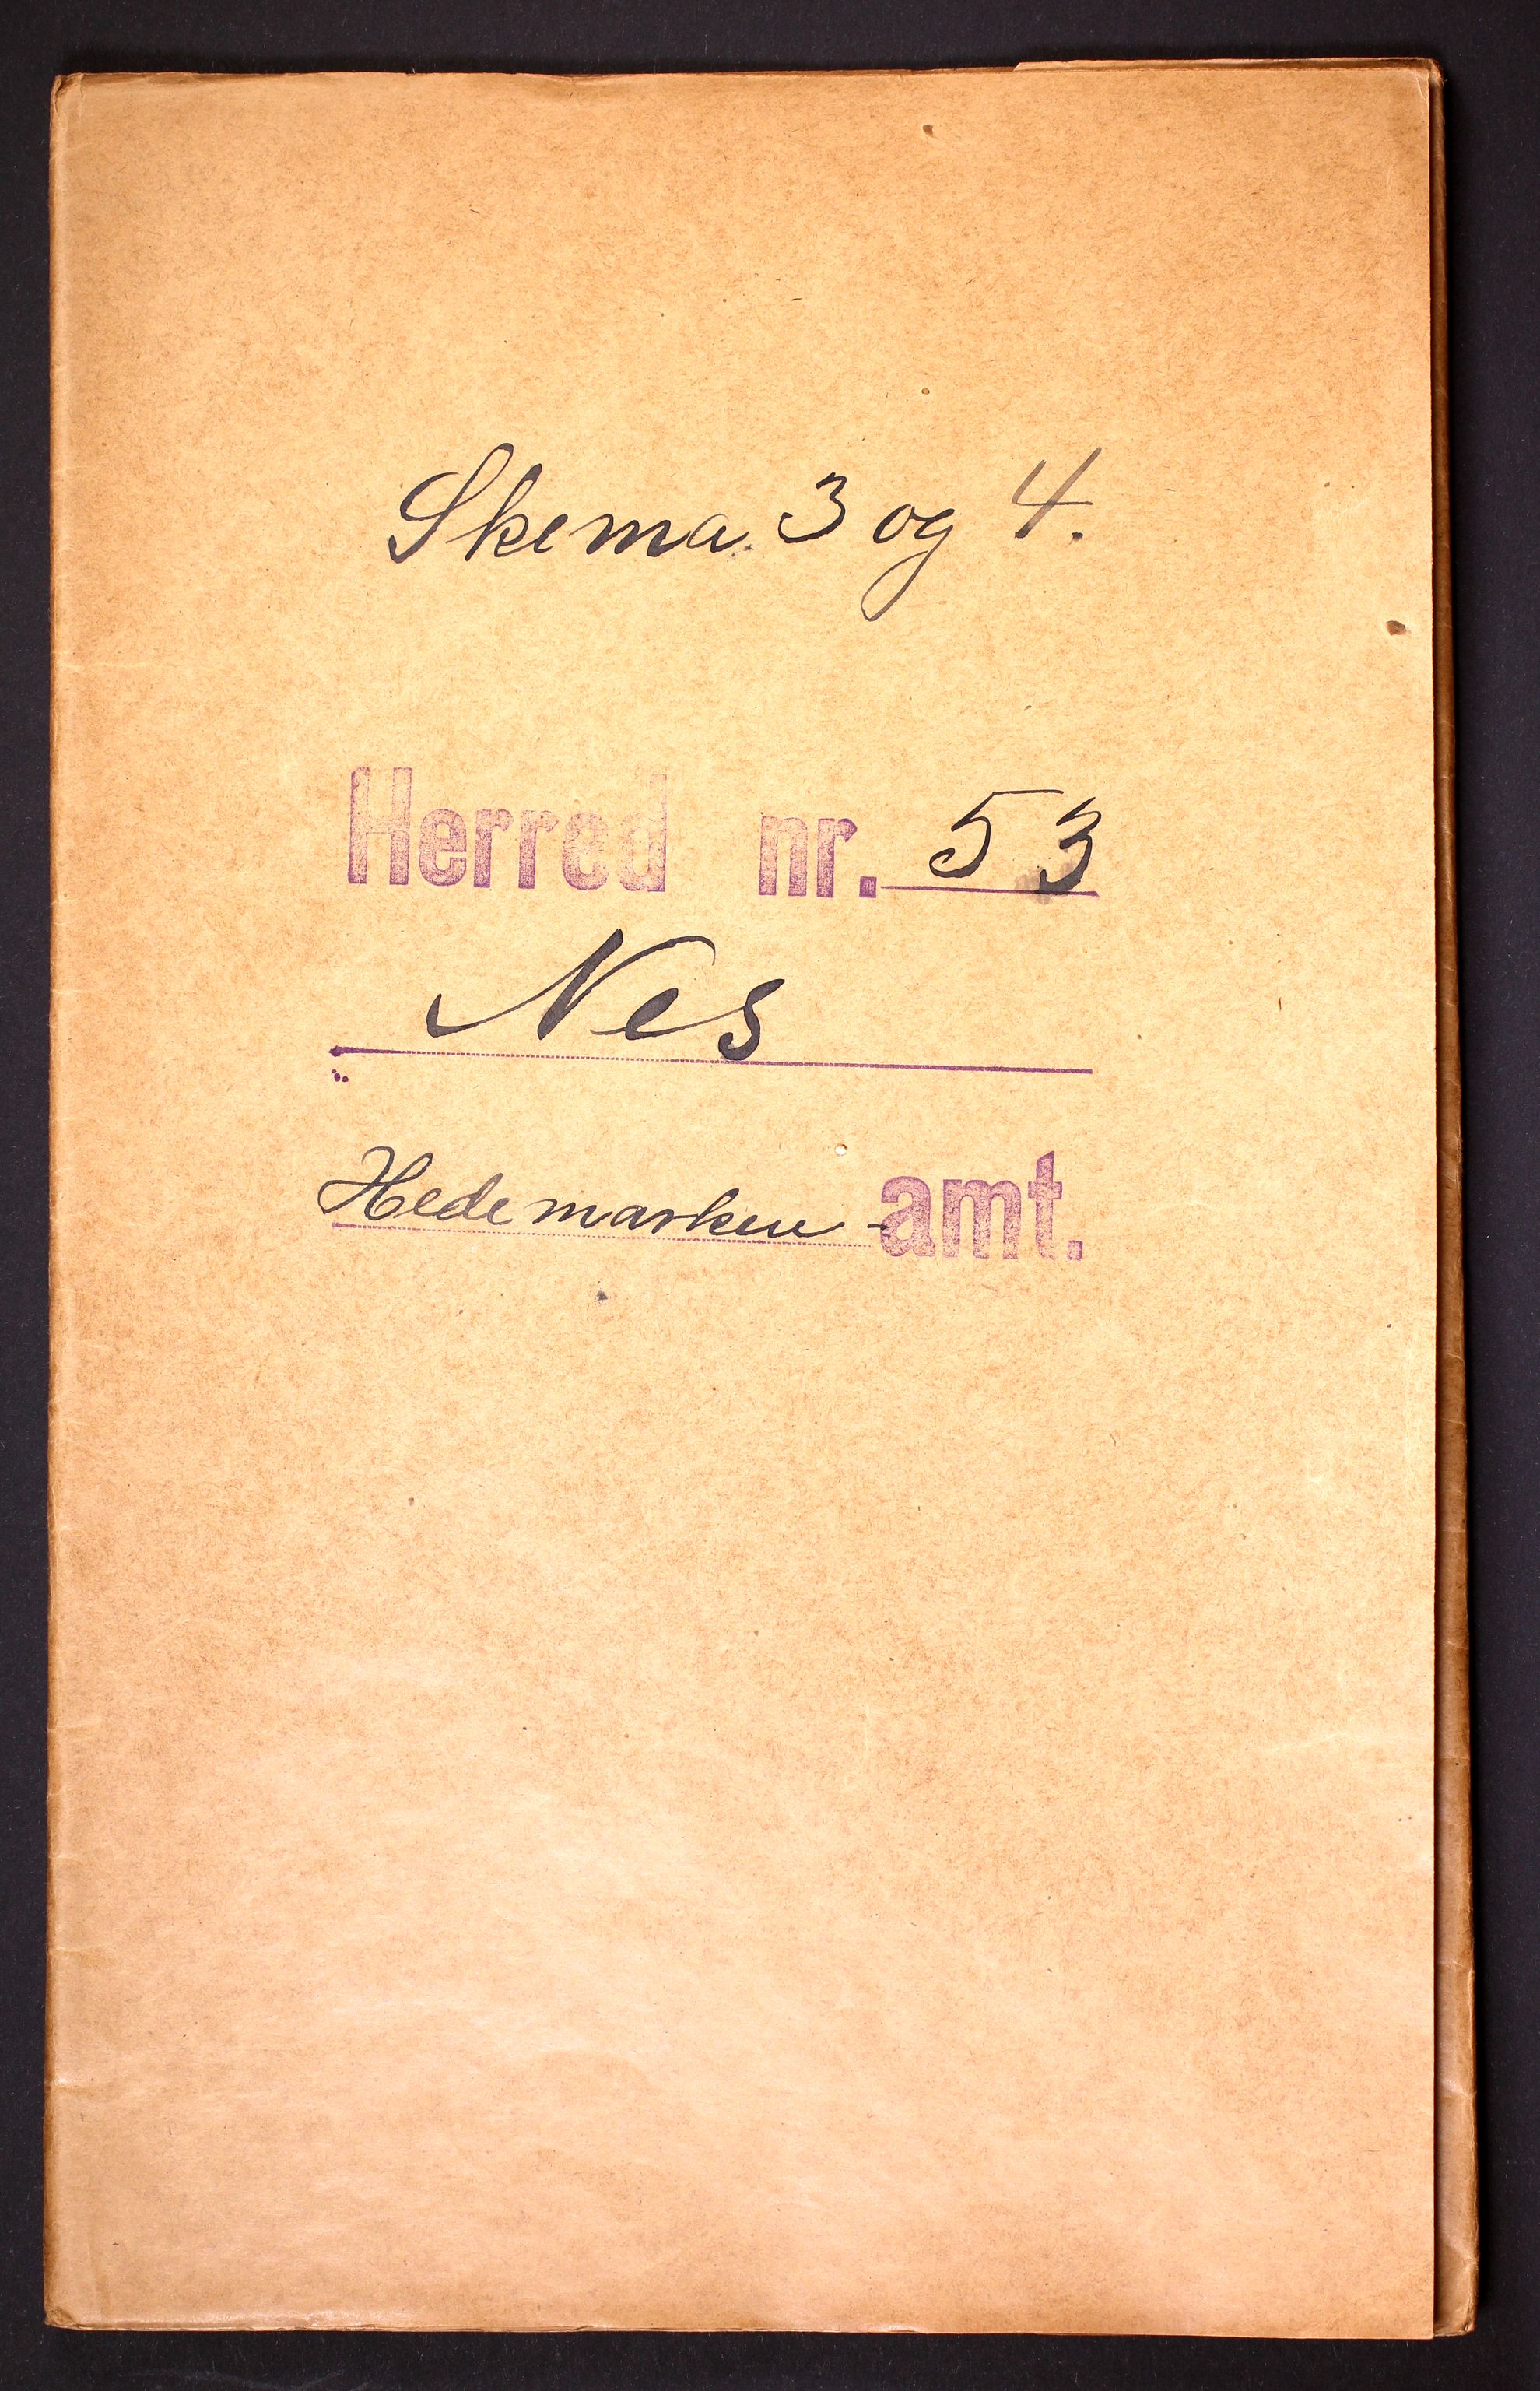 Skema 3 og 4.
Herred nr. 53
Nes
Hedemarken - amt.